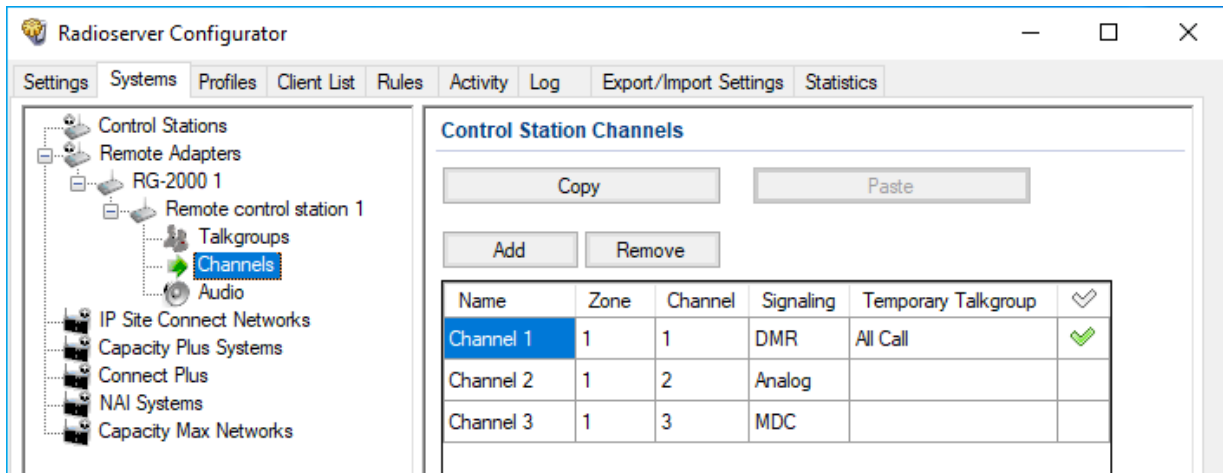 Radioserver Configurator
Settings Systems Profiles Client List Rules Activity Log Export/Import Settings Statistics
Control Stations
Remote Adapters
RG-2000 1
Remote control station 1
Talkgroups
Channels
Audio
IP Site Connect Networks
Capacity Plus Systems
Connect Plus
NAI Systems
Capacity Max Networks
Control Station Channels
Copy Paste
Add Remove
Name Zone Channel Signaling Temporary Talkgroup
Channel 1 1 1 DMR All Call
Channel 2 1 2 Analog
Channel 3 1 3 MDC